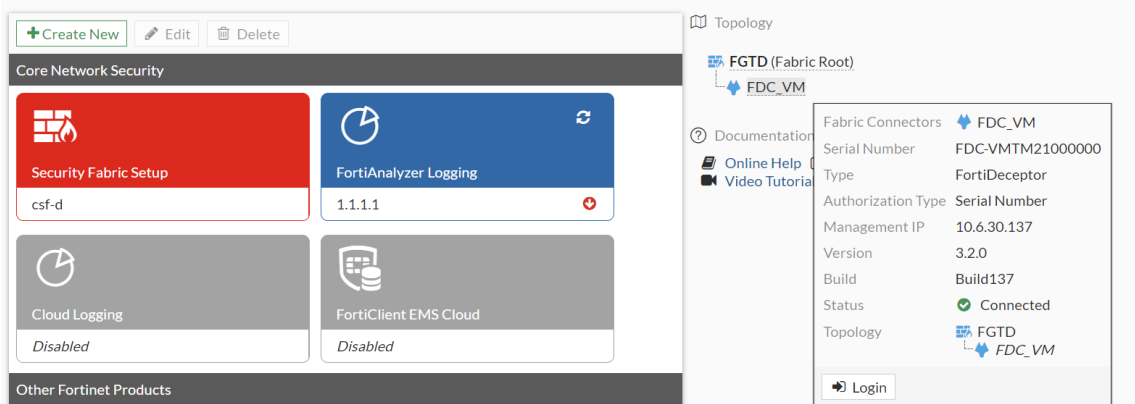 Create New Edit Delete
Core Network Security
Security Fabric Setup
csf-d
FortiAnalyzer Logging
1.1.1.1
Cloud Logging
Disabled
FortiClient EMS Cloud
Disabled
Other Fortinet Products
Topology
FGTD (Fabric Root)
FDC_VM
Documentation
Online Help
Video Tutorial
Fabric Connectors FDC_VM
Serial Number FDC-VMTM21000000
Type FortiDeceptor
Authorization Type Serial Number
Management IP 10.6.30.137
Version 3.2.0
Build Build137
Status Connected
Topology FGTD
FDC_VM
Login